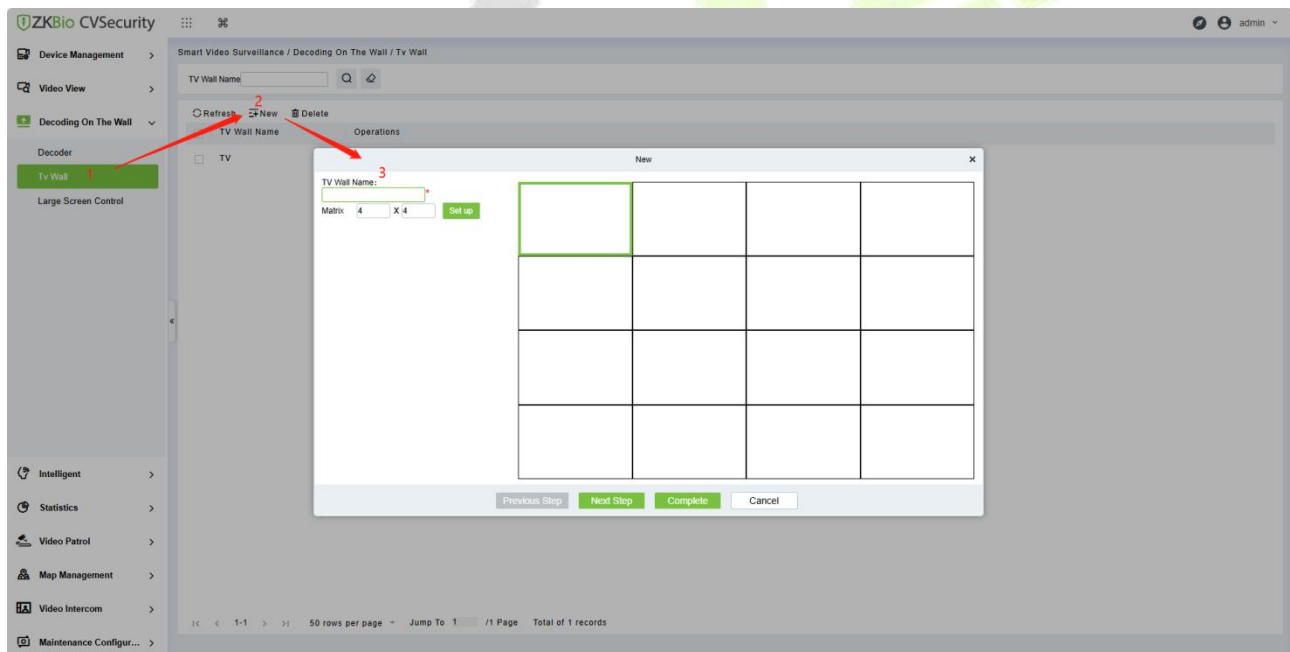 ZKBio CVSecurity
admin
Device Management
Video View
Decoding On The Wall
Decoder
Tv Wall 1
Large Screen Control
Intelligent
Statistics
Video Patrol
Map Management
Video Intercom
Maintenance Configur...
Smart Video Surveillance / Decoding On The Wall / Tv Wall
TV Wall Name
2
Refresh New Delete
TV Wall Name Operations
TV
New
3
TV Wall Name:
*
Matrix 4 X 4 Set up
Previous Step Next Step Complete Cancel
1-1 50 rows per page Jump To 1 /1 Page Total of 1 records